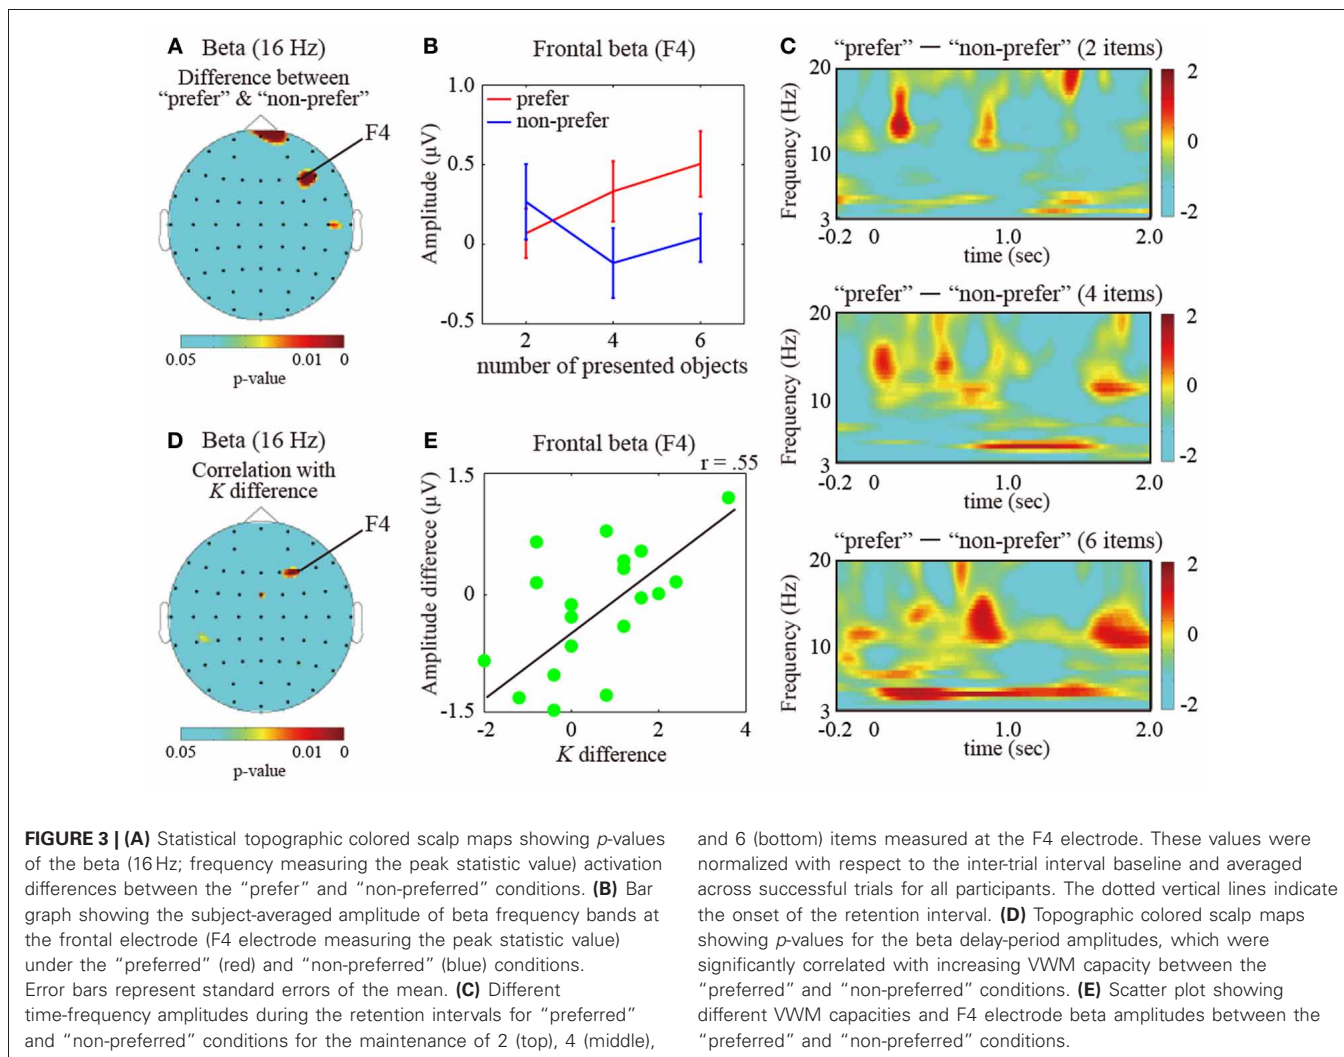 A
Beta (16 Hz)
Difference between
“prefer” & “non-prefer”
F4
0.05
0.01
0
p-value
B
Frontal beta (F4)
1.0
0.5
0
-0.5
Amplitude (µV)
prefer
non-prefer
2
4
6
number of presented objects
C
“prefer” — “non-prefer” (2 items)
20
10
3
Frequency (Hz)
-0.2
0
1.0
2.0
time (sec)
2
0
-2
“prefer” — “non-prefer” (4 items)
20
10
3
Frequency (Hz)
-0.2
0
1.0
2.0
time (sec)
2
0
-2
“prefer” — “non-prefer” (6 items)
20
10
3
Frequency (Hz)
-0.2
0
1.0
2.0
time (sec)
2
0
-2
D
Beta (16 Hz)
Correlation with
K difference
F4
0.05
0.01
0
p-value
E
Frontal beta (F4)
r = .55
1.5
0
-1.5
Amplitude differece (µV)
-2
0
2
4
K difference
FIGURE 3 | (A) Statistical topographic colored scalp maps showing p-values
of the beta (16 Hz; frequency measuring the peak statistic value) activation
differences between the “prefer” and “non-preferred” conditions. (B) Bar
graph showing the subject-averaged amplitude of beta frequency bands at
the frontal electrode (F4 electrode measuring the peak statistic value)
under the “preferred” (red) and “non-preferred” (blue) conditions.
Error bars represent standard errors of the mean. (C) Different
time-frequency amplitudes during the retention intervals for “preferred”
and “non-preferred” conditions for the maintenance of 2 (top), 4 (middle),
and 6 (bottom) items measured at the F4 electrode. These values were
normalized with respect to the inter-trial interval baseline and averaged
across successful trials for all participants. The dotted vertical lines indicate
the onset of the retention interval. (D) Topographic colored scalp maps
showing p-values for the beta delay-period amplitudes, which were
significantly correlated with increasing VWM capacity between the
“preferred” and “non-preferred” conditions. (E) Scatter plot showing
different VWM capacities and F4 electrode beta amplitudes between the
“preferred” and “non-preferred” conditions.